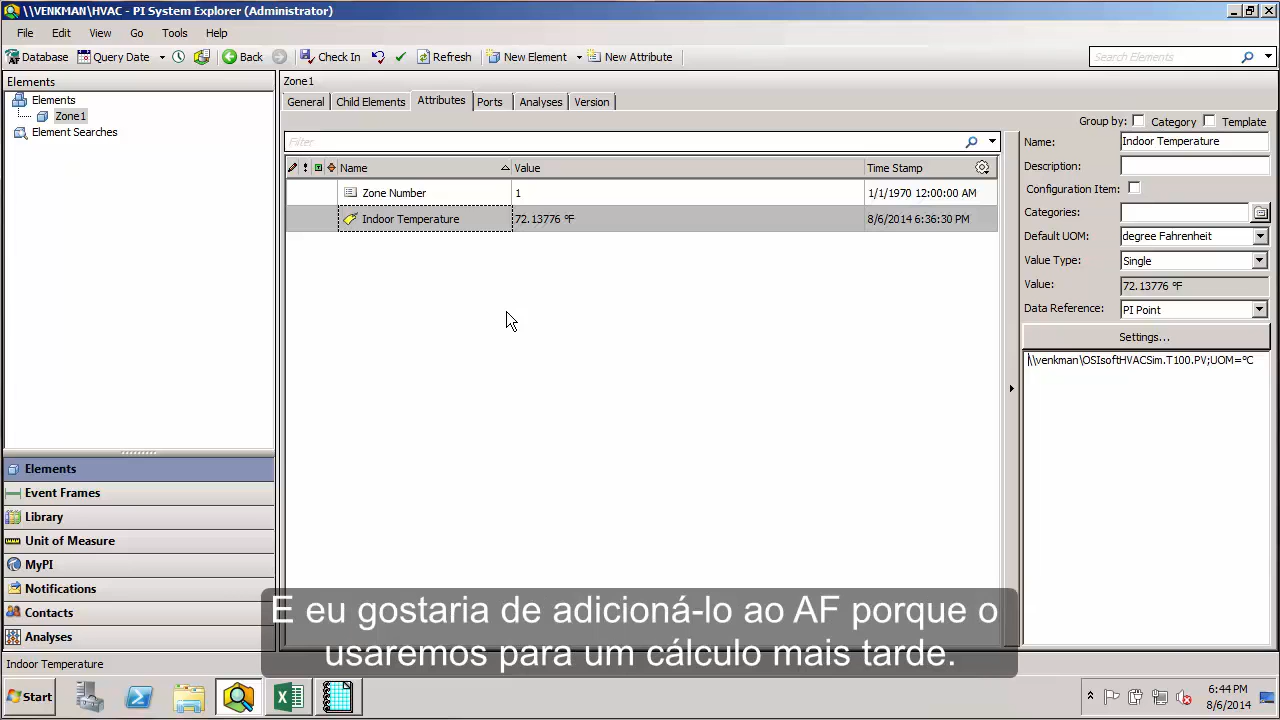 \\VENKMAN\HVAC - PI System Explorer (Administrator)
File Edit View Go Tools Help
Database Query Date Back Check In Refresh New Element New Attribute Search Elements
Elements
Elements
Zone1
Element Searches
Zone1
General Child Elements Attributes Ports Analyses Version
Group by: Category Template
Filter
Name Value Time Stamp
Zone Number 1 1/1/1970 12:00:00 AM
Indoor Temperature 72.13776 °F 8/6/2014 6:36:30 PM
Name: Indoor Temperature
Description:
Configuration Item:
Categories:
Default UOM: degree Fahrenheit
Value Type: Single
Value: 72.13776 °F
Data Reference: PI Point
Settings...
\\venkman\OSIsoftHVACSim.T100.PV;UOM=°C
Elements
Event Frames
Library
Unit of Measure
MyPI
Notifications
Contacts
Analyses
E eu gostaria de adicioná-lo ao AF porque o
usaremos para um cálculo mais tarde.
Indoor Temperature
Start
6:44 PM
8/6/2014